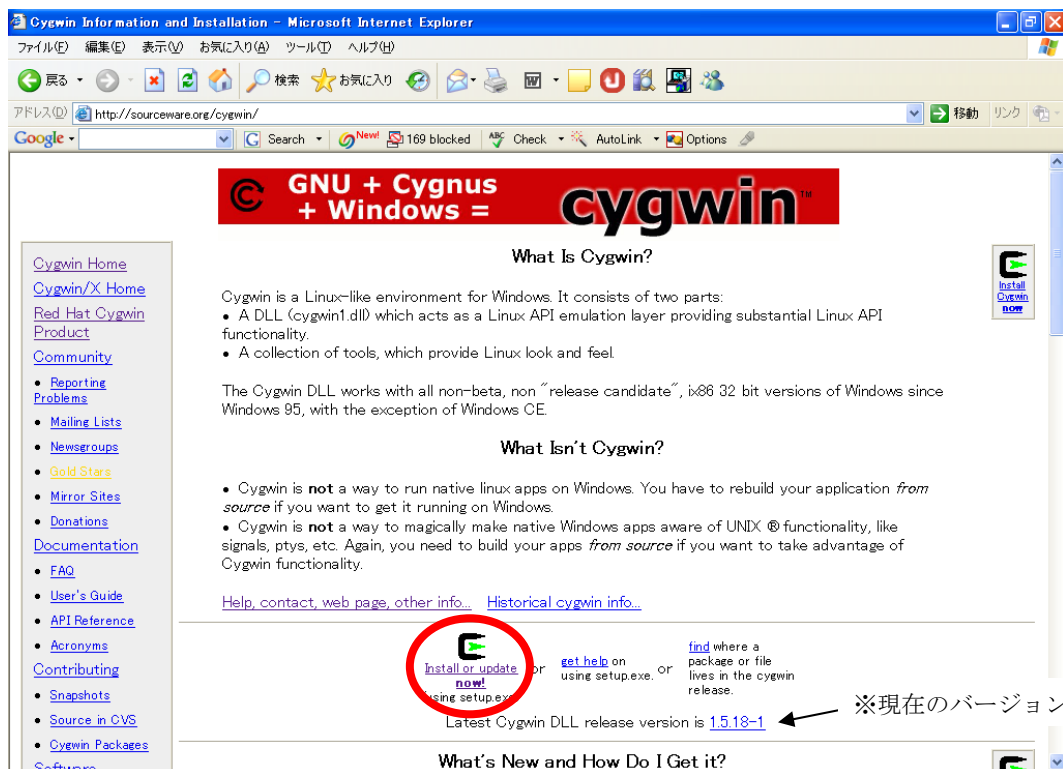 Cygwin Information and Installation - Microsoft Internet Explorer
ファイル(F) 編集(E) 表示(V) お気に入り(A) ツール(T) ヘルプ(H)
戻る 検索 お気に入り
アドレス(D) http://sourceware.org/cygwin/ 移動 リンク
Google Search New! 169 blocked ABC Check AutoLink Options
GNU + Cygnus
+ Windows =
cygwin™
Cygwin Home
Cygwin/X Home
Red Hat Cygwin
Product
Community
• Reporting
Problems
• Mailing Lists
• Newsgroups
• Gold Stars
• Mirror Sites
• Donations
Documentation
• FAQ
• User's Guide
• API Reference
• Acronyms
Contributing
• Snapshots
• Source in CVS
• Cygwin Packages
Software
What Is Cygwin?
Cygwin is a Linux-like environment for Windows. It consists of two parts:
• A DLL (cygwin1.dll) which acts as a Linux API emulation layer providing substantial Linux API
functionality.
• A collection of tools, which provide Linux look and feel.
The Cygwin DLL works with all non-beta, non "release candidate", ix86 32 bit versions of Windows since
Windows 95, with the exception of Windows CE.
What Isn't Cygwin?
• Cygwin is not a way to run native linux apps on Windows. You have to rebuild your application from
source if you want to get it running on Windows.
• Cygwin is not a way to magically make native Windows apps aware of UNIX ® functionality, like
signals, ptys, etc. Again, you need to build your apps from source if you want to take advantage of
Cygwin functionality.
Help, contact, web page, other info... Historical cygwin info...
Install or update
now!
using setup.exe
or
get help on
using setup.exe.
or
find where a
package or file
lives in the cygwin
release.
Latest Cygwin DLL release version is 1.5.18-1
※現在のバージョン
What's New and How Do I Get it?
Install
Cygwin
now